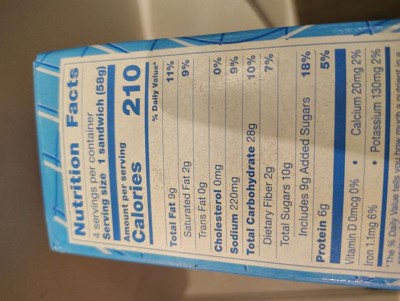 Nutrition Facts
4 servings per container
Serving size 1 sandwich (58g)
Amount per serving
Calories 210
% Daily Value*
Total Fat 9g 11%
Saturated Fat 2g 9%
Trans Fat 0g
Cholesterol 0mg 0%
Sodium 220mg 9%
Total Carbohydrate 28g 10%
Dietary Fiber 2g 7%
Total Sugars 10g
Includes 9g Added Sugars 18%
Protein 6g 5%
Vitamin D 0mcg 0% • Calcium 20mg 2%
Iron 1.1mg 6% • Potassium 130mg 2%
*The % Daily Value tells you how much a nutrient in a